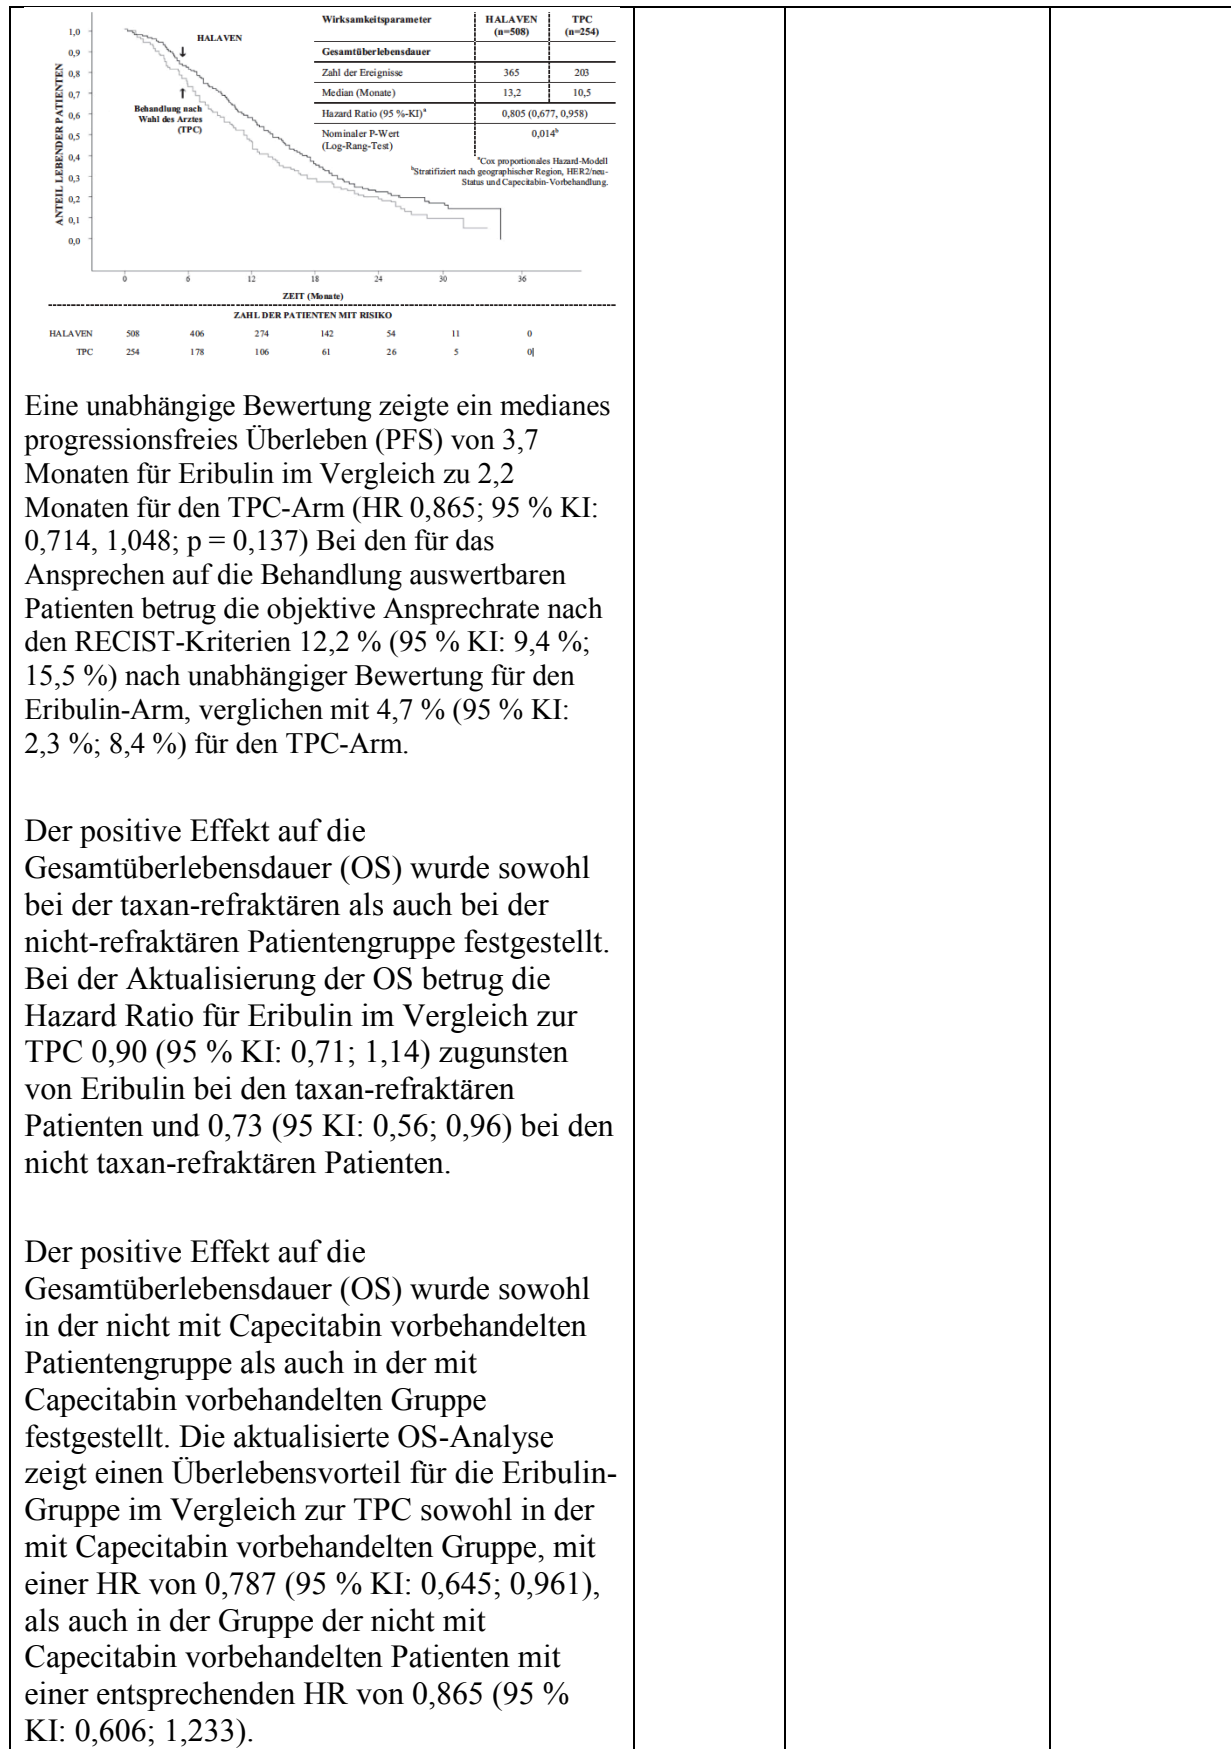 Wirksamkeitsparameter HALAVEN (n=508) TPC (n=254)
Gesamtüberlebensdauer
Zahl der Ereignisse 365 203
Median (Monate) 13,2 10,5
Hazard Ratio (95 %-KI)a 0,805 (0,677, 0,958)
Nominaler P-Wert (Log-Rang-Test) 0,014b
aCox proportionales Hazard-Modell
bStratifiziert nach geographischer Region, HER2/neu-
Status und Capecitabin-Vorbehandlung.
HALAVEN
Behandlung nach
Wahl des Arztes
(TPC)
ANTEIL LEBENDER PATIENTEN
1,0
0,9
0,8
0,7
0,6
0,5
0,4
0,3
0,2
0,1
0,0
0 6 12 18 24 30 36
ZEIT (Monate)
ZAHL DER PATIENTEN MIT RISIKO
HALAVEN 508 406 274 142 54 11 0
TPC 254 178 106 61 26 5 0
Eine unabhängige Bewertung zeigte ein medianes
progressionsfreies Überleben (PFS) von 3,7
Monaten für Eribulin im Vergleich zu 2,2
Monaten für den TPC-Arm (HR 0,865; 95 % KI:
0,714, 1,048; p = 0,137) Bei den für das
Ansprechen auf die Behandlung auswertbaren
Patienten betrug die objektive Ansprechrate nach
den RECIST-Kriterien 12,2 % (95 % KI: 9,4 %;
15,5 %) nach unabhängiger Bewertung für den
Eribulin-Arm, verglichen mit 4,7 % (95 % KI:
2,3 %; 8,4 %) für den TPC-Arm.
Der positive Effekt auf die
Gesamtüberlebensdauer (OS) wurde sowohl
bei der taxan-refraktären als auch bei der
nicht-refraktären Patientengruppe festgestellt.
Bei der Aktualisierung der OS betrug die
Hazard Ratio für Eribulin im Vergleich zur
TPC 0,90 (95 % KI: 0,71; 1,14) zugunsten
von Eribulin bei den taxan-refraktären
Patienten und 0,73 (95 KI: 0,56; 0,96) bei den
nicht taxan-refraktären Patienten.
Der positive Effekt auf die
Gesamtüberlebensdauer (OS) wurde sowohl
in der nicht mit Capecitabin vorbehandelten
Patientengruppe als auch in der mit
Capecitabin vorbehandelten Gruppe
festgestellt. Die aktualisierte OS-Analyse
zeigt einen Überlebensvorteil für die Eribulin-
Gruppe im Vergleich zur TPC sowohl in der
mit Capecitabin vorbehandelten Gruppe, mit
einer HR von 0,787 (95 % KI: 0,645; 0,961),
als auch in der Gruppe der nicht mit
Capecitabin vorbehandelten Patienten mit
einer entsprechenden HR von 0,865 (95 %
KI: 0,606; 1,233).